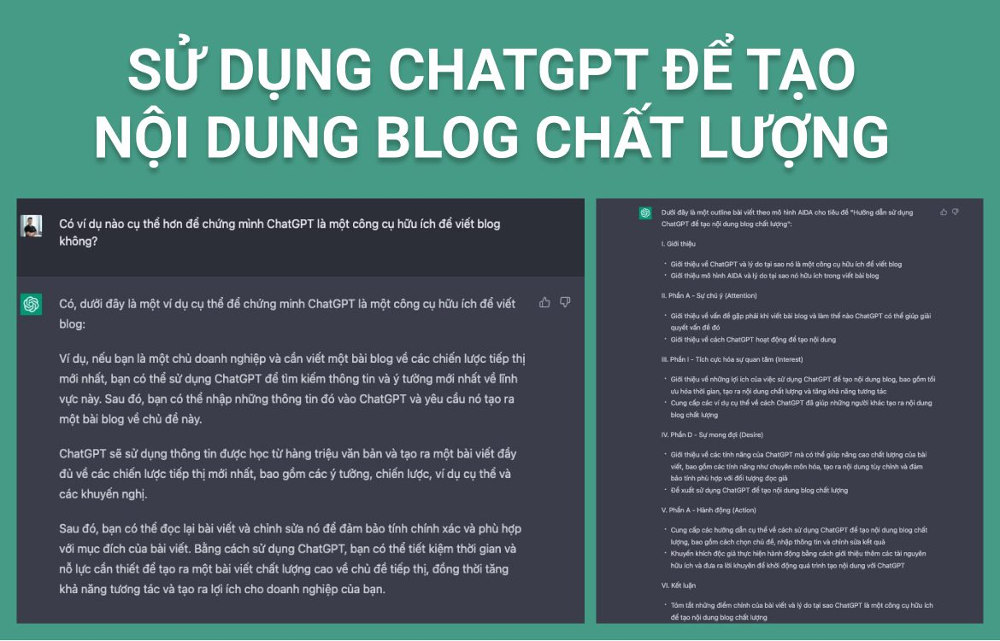 SỬ DỤNG CHATGPT ĐỂ TẠO
NỘI DUNG BLOG CHẤT LƯỢNG
Có ví dụ nào cụ thể hơn để chứng minh ChatGPT là một công cụ hữu ích để viết blog
không?
Có, dưới đây là một ví dụ cụ thể để chứng minh ChatGPT là một công cụ hữu ích để viết
blog:
Ví dụ, nếu bạn là một chủ doanh nghiệp và cần viết một bài blog về các chiến lược tiếp thị
mới nhất, bạn có thể sử dụng ChatGPT để tìm kiếm thông tin và ý tưởng mới nhất về lĩnh
vực này. Sau đó, bạn có thể nhập những thông tin đó vào ChatGPT và yêu cầu nó tạo ra
một bài blog về chủ đề này.
ChatGPT sẽ sử dụng thông tin được học từ hàng triệu văn bản và tạo ra một bài viết đầy
đủ về các chiến lược tiếp thị mới nhất, bao gồm các ý tưởng, chiến lược, ví dụ cụ thể và
các khuyến nghị.
Sau đó, bạn có thể đọc lại bài viết và chỉnh sửa nó để đảm bảo tính chính xác và phù hợp
với mục đích của bài viết. Bằng cách sử dụng ChatGPT, bạn có thể tiết kiệm thời gian và
nỗ lực cần thiết để tạo ra một bài viết chất lượng cao về chủ đề tiếp thị, đồng thời tăng
khả năng tương tác và tạo ra lợi ích cho doanh nghiệp của bạn.
Dưới đây là một outline bài viết theo mô hình AIDA cho tiêu đề "Hướng dẫn sử dụng
ChatGPT để tạo nội dung blog chất lượng":
I. Giới thiệu
• Giới thiệu về ChatGPT và lý do tại sao nó là một công cụ hữu ích để viết blog
• Giới thiệu mô hình AIDA và lý do tại sao nó hữu ích trong viết bài blog
II. Phần A - Sự chú ý (Attention)
• Giới thiệu về vấn đề gặp phải khi viết bài blog và làm thế nào ChatGPT có thể giúp giải
quyết vấn đề đó
• Giới thiệu về cách ChatGPT hoạt động để tạo nội dung
III. Phần I - Tích cực hóa sự quan tâm (Interest)
• Giới thiệu về những lợi ích của việc sử dụng ChatGPT để tạo nội dung blog, bao gồm tối
ưu hóa thời gian, tạo ra nội dung chất lượng và tăng khả năng tương tác
• Cung cấp các ví dụ cụ thể về cách ChatGPT đã giúp những người khác tạo ra nội dung
blog chất lượng
IV. Phần D - Sự mong đợi (Desire)
• Giới thiệu về các tính năng của ChatGPT mà có thể giúp nâng cao chất lượng của bài
viết, bao gồm các tính năng như chuyên môn hóa, tạo ra nội dung tùy chỉnh và đảm
bảo tính phù hợp với đối tượng đọc giả
• Đề xuất sử dụng ChatGPT để tạo nội dung blog chất lượng
V. Phần A - Hành động (Action)
• Cung cấp các hướng dẫn cụ thể về cách sử dụng ChatGPT để tạo nội dung blog chất
lượng, bao gồm cách chọn chủ đề, nhập thông tin và chỉnh sửa kết quả
• Khuyến khích độc giả thực hiện hành động bằng cách giới thiệu thêm các tài nguyên
hữu ích và đưa ra lời khuyên để khởi động quá trình tạo nội dung với ChatGPT
VI. Kết luận
• Tóm tắt những điểm chính của bài viết và lý do tại sao ChatGPT là một công cụ hữu ích
để tạo nội dung blog chất lượng